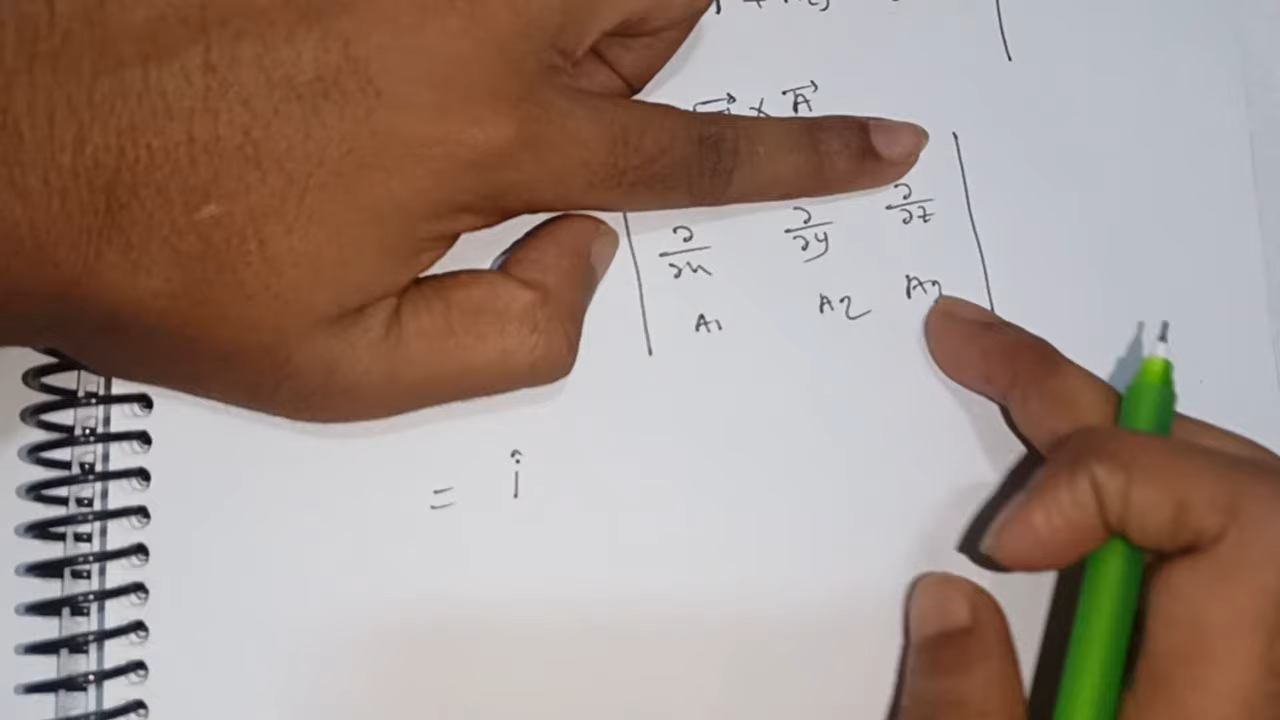 × A⃗
∂/∂x ∂/∂y ∂/∂z
A1 A2 A3
= î